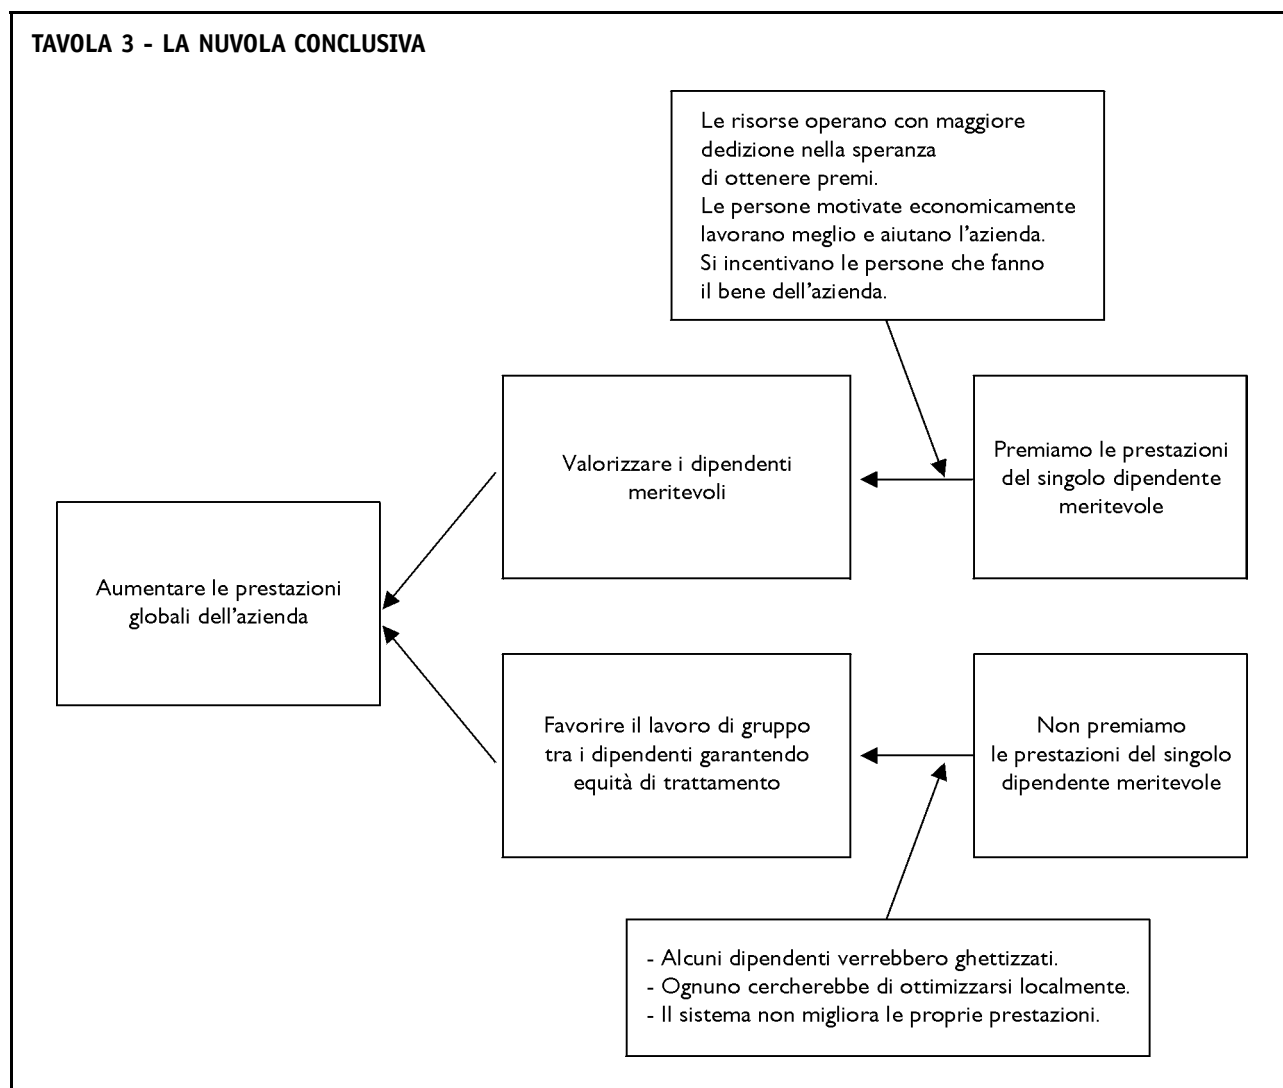 TAVOLA 3 - LA NUVOLA CONCLUSIVA
Le risorse operano con maggiore
dedizione nella speranza
di ottenere premi.
Le persone motivate economicamente
lavorano meglio e aiutano l'azienda.
Si incentivano le persone che fanno
il bene dell'azienda.
Valorizzare i dipendenti
meritevoli
Premiamo le prestazioni
del singolo dipendente
meritevole
Aumentare le prestazioni
globali dell'azienda
Favorire il lavoro di gruppo
tra i dipendenti garantendo
equità di trattamento
Non premiamo
le prestazioni del singolo
dipendente meritevole
- Alcuni dipendenti verrebbero ghettizzati.
- Ognuno cercherebbe di ottimizzarsi localmente.
- Il sistema non migliora le proprie prestazioni.